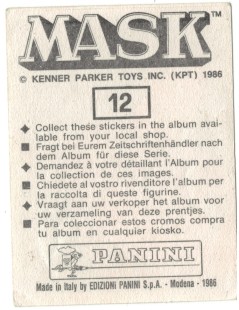 MASK™
© KENNER PARKER TOYS INC. (KPT) 1986
12
Collect these stickers in the album avai-
lable from your local shop.
Fragt bei Eurem Zeitschriftenhändler nach
dem Album für diese Serie.
Demandez à votre détaillant l'Album pour
la collection de ces images.
Chiedete al vostro rivenditore l'album per
la raccolta di queste figurine.
Vraagt aan uw verkoper het album voor
uw verzameling van deze prentjes.
Para coleccionar estos cromos compra
tu album en cualquier kiosko.
PANINI
Made in Italy by EDIZIONI PANINI S.p.A. - Modena - 1986